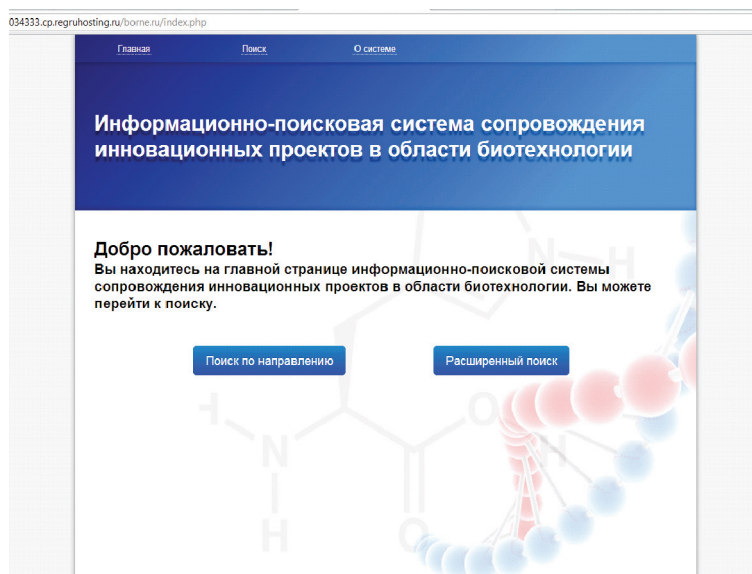 034333.cp.regruhosting.ru/borne.ru/index.php
Главная Поиск О системе
Информационно-поисковая система сопровождения
инновационных проектов в области биотехнологии
Добро пожаловать!
Вы находитесь на главной странице информационно-поисковой системы
сопровождения инновационных проектов в области биотехнологии. Вы можете
перейти к поиску.
Поиск по направлению Расширенный поиск
N H
H O
N H
H O